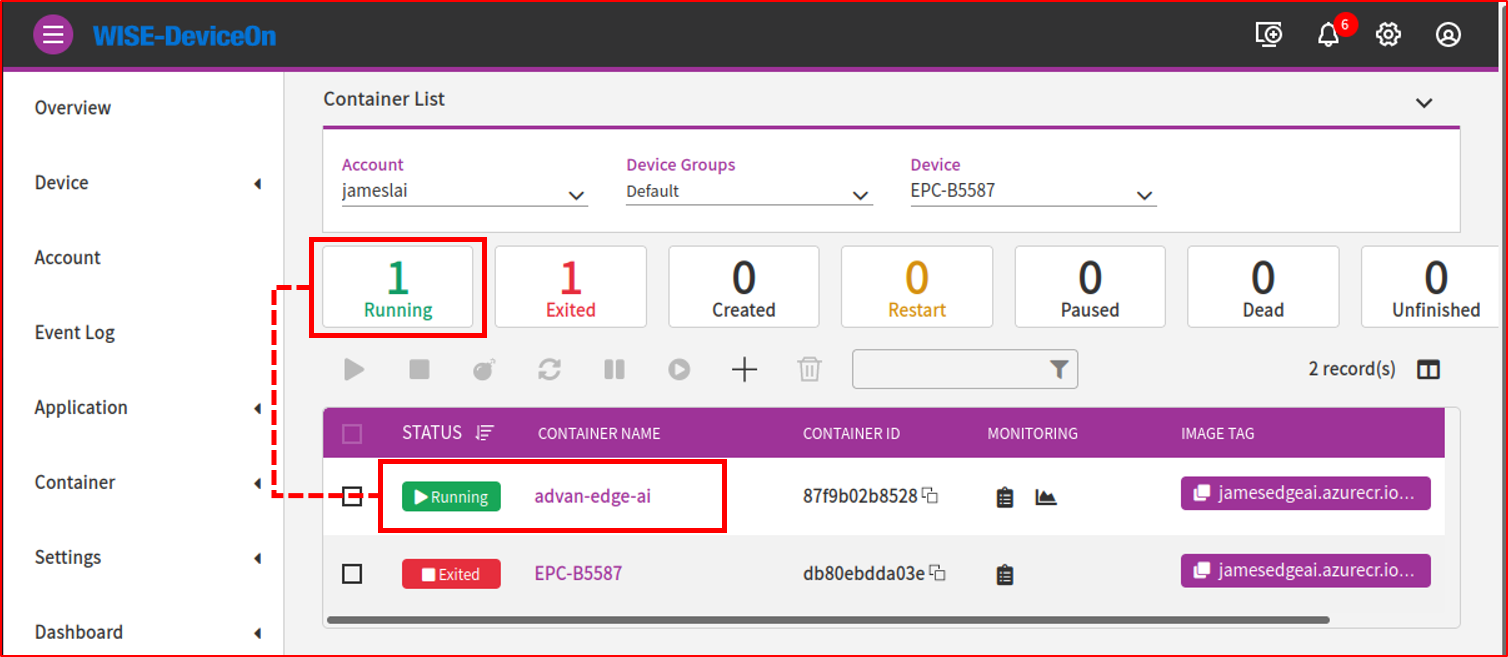 WISE-DeviceOn
6
Overview
Device
Account
Event Log
Application
Container
Settings
Dashboard
Container List
Account
jameslai
Device Groups
Default
Device
EPC-B5587
1
Running
1
Exited
0
Created
0
Restart
0
Paused
0
Dead
0
Unfinished
2 record(s)
STATUS CONTAINER NAME CONTAINER ID MONITORING IMAGE TAG
Running advan-edge-ai 87f9b02b8528 jamesedgeai.azurecr.io...
Exited EPC-B5587 db80ebdda03e jamesedgeai.azurecr.io...